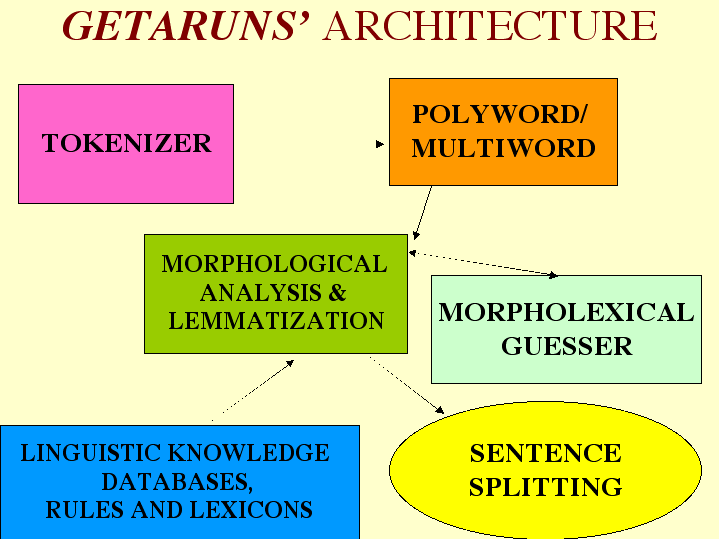 GETARUNS’ ARCHITECTURE
TOKENIZER
POLYWORD/
MULTIWORD
MORPHOLOGICAL
ANALYSIS &
LEMMATIZATION
MORPHOLEXICAL
GUESSER
LINGUISTIC KNOWLEDGE
DATABASES,
RULES AND LEXICONS
SENTENCE
SPLITTING